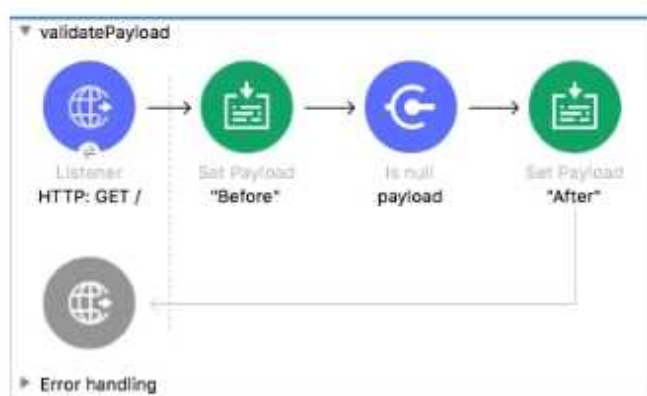 validatePayload
Listener
HTTP: GET /
Set Payload
"Before"
Is null
payload
Set Payload
"After"
Error handling